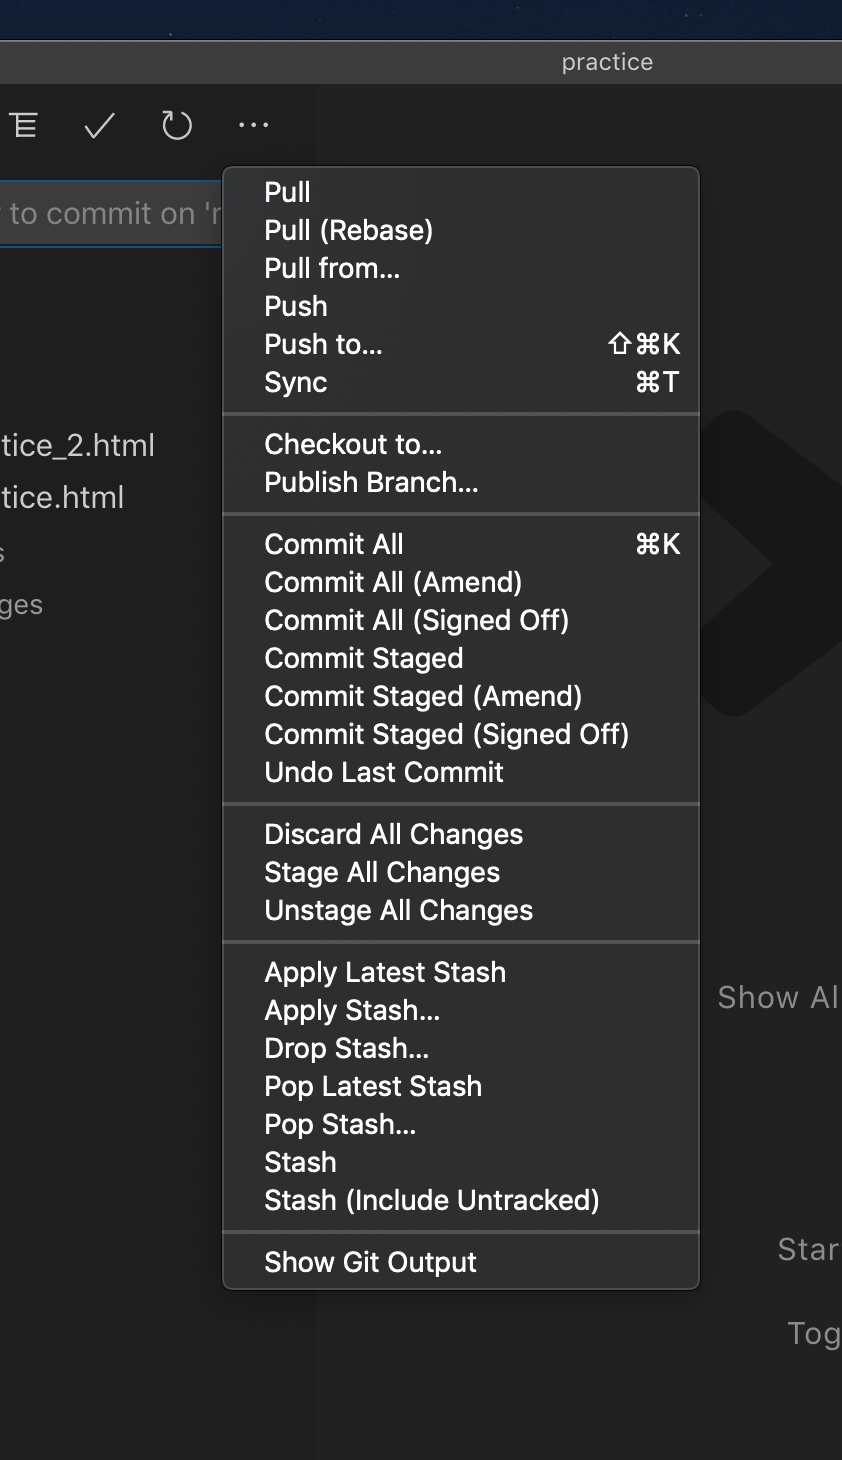 practice
to commit on '
Pull
Pull (Rebase)
Pull from...
Push
Push to... ⇧⌘K
Sync ⌘T
tice_2.html
Checkout to...
tice.html
Publish Branch...
s
Commit All ⌘K
Commit All (Amend)
ges
Commit All (Signed Off)
Commit Staged
Commit Staged (Amend)
Commit Staged (Signed Off)
Undo Last Commit
Discard All Changes
Stage All Changes
Unstage All Changes
Apply Latest Stash
Show Al
Apply Stash...
Drop Stash...
Pop Latest Stash
Pop Stash...
Stash
Stash (Include Untracked)
Star
Show Git Output
Tog